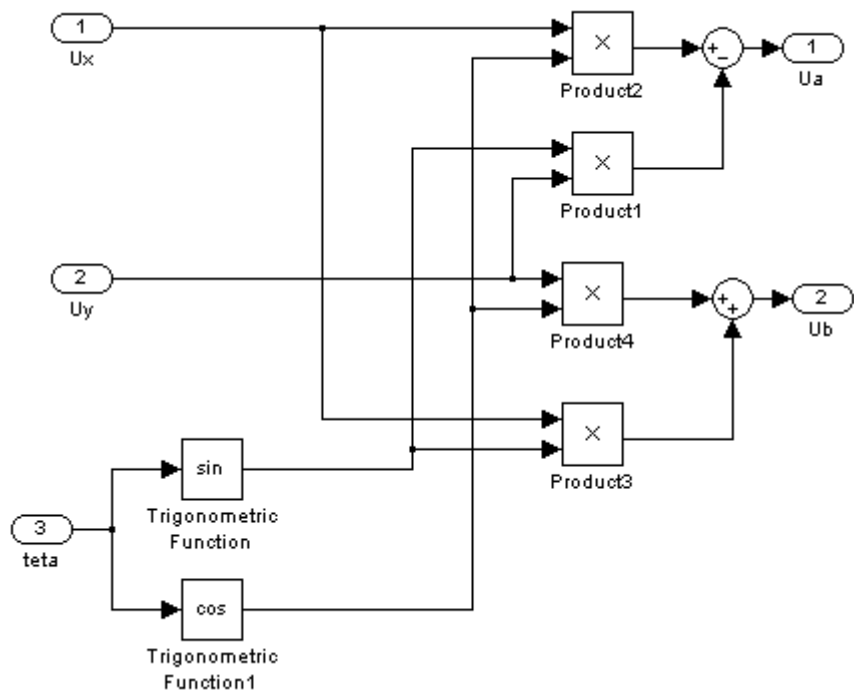 1
Ux
×
Product2
+
−
1
Ua
×
Product1
2
Uy
×
Product4
+
+
2
Ub
×
Product3
sin
Trigonometric
Function
3
teta
cos
Trigonometric
Function1